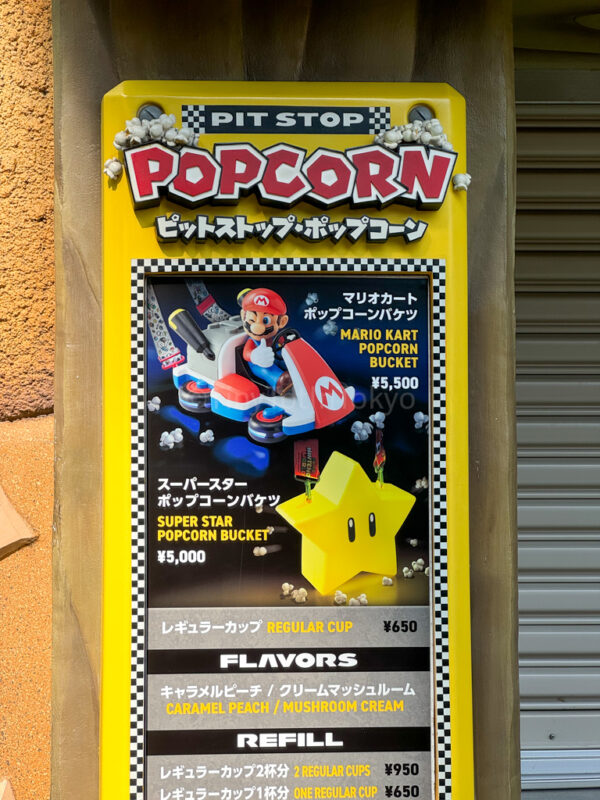 PIT STOP
POPCORN
ピットストップ・ポップコーン
マリオカート
ポップコーンバケツ
MARIO KART
POPCORN
BUCKET
¥5,500
スーパースター
ポップコーンバケツ
SUPER STAR
POPCORN BUCKET
¥5,000
レギュラーカップ REGULAR CUP ¥650
FLAVORS
キャラメルピーチ / クリームマッシュルーム
CARAMEL PEACH / MUSHROOM CREAM
REFILL
レギュラーカップ2杯分 2 REGULAR CUPS ¥950
レギュラーカップ1杯分 ONE REGULAR CUP ¥650